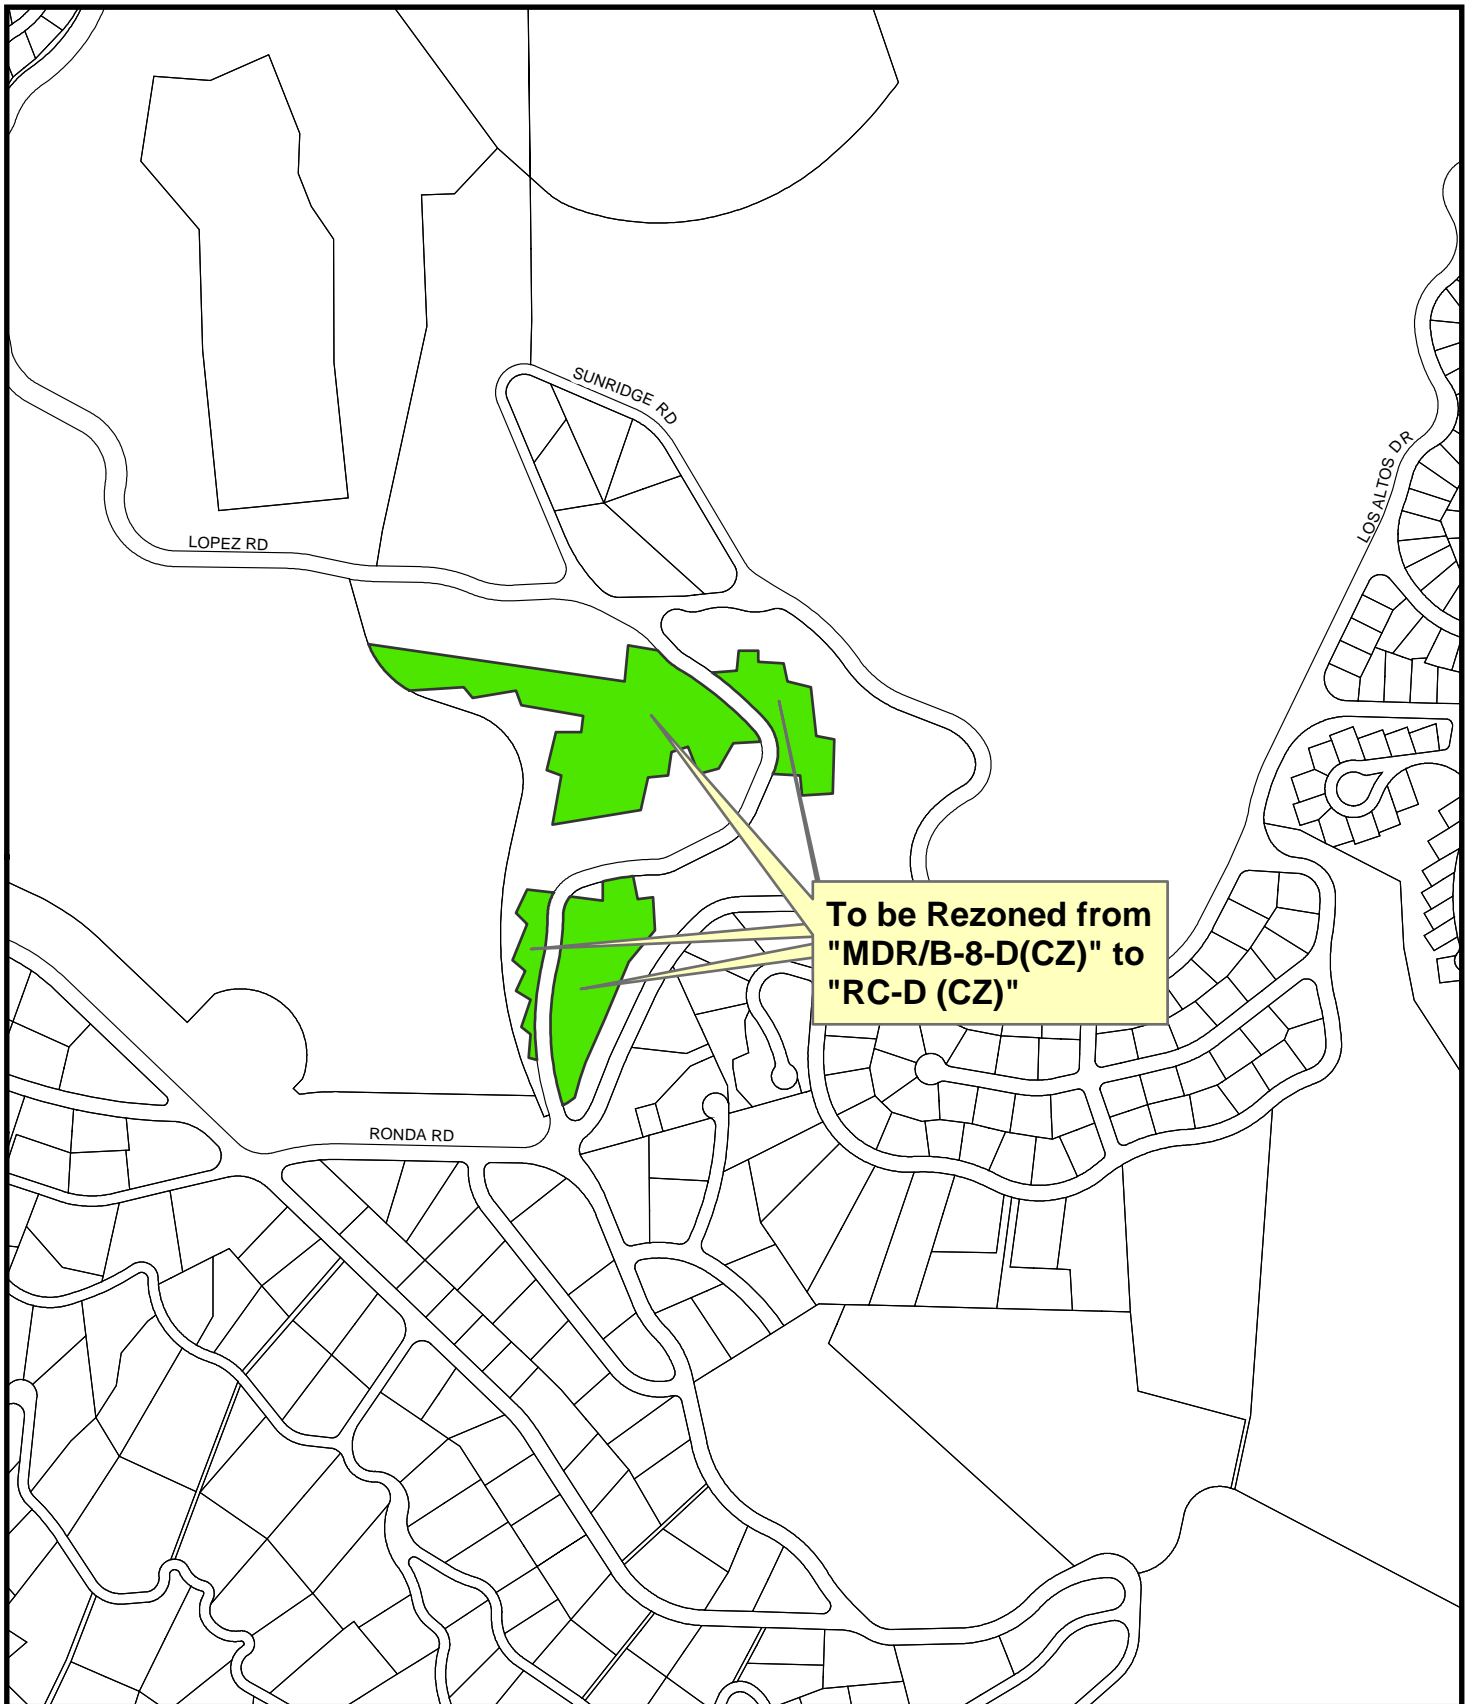 SUNRIDGE RD
LOS ALTOS DR
LOPEZ RD
To be Rezoned from
"MDR/B-8-D(CZ)" to
"RC-D (CZ)"
RONDA RD